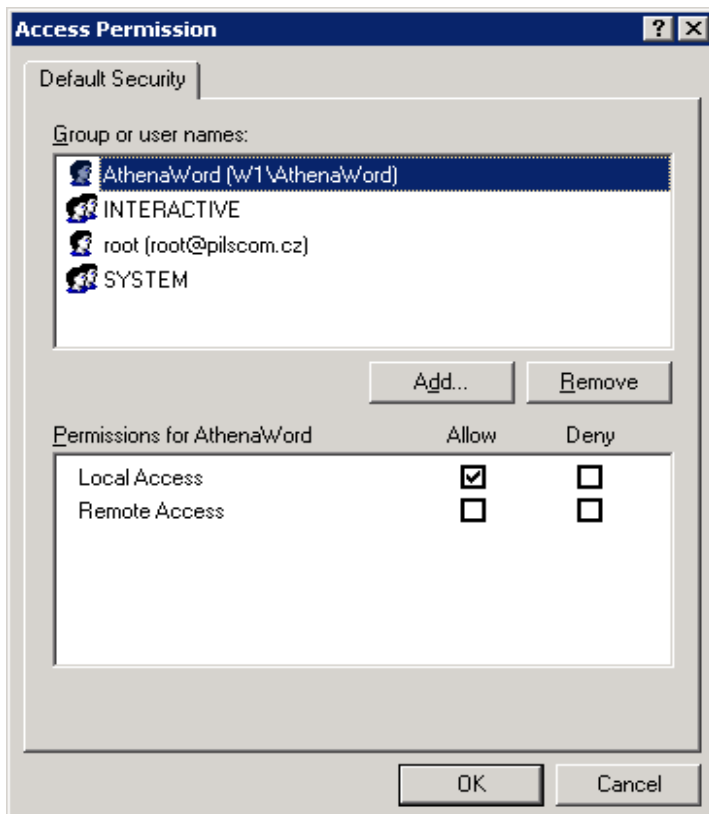 Access Permission
Default Security
Group or user names:
AthenaWord (W1\AthenaWord)
INTERACTIVE
root (root@pilscom.cz)
SYSTEM
Add... Remove
Permissions for AthenaWord Allow Deny
Local Access
Remote Access
OK Cancel